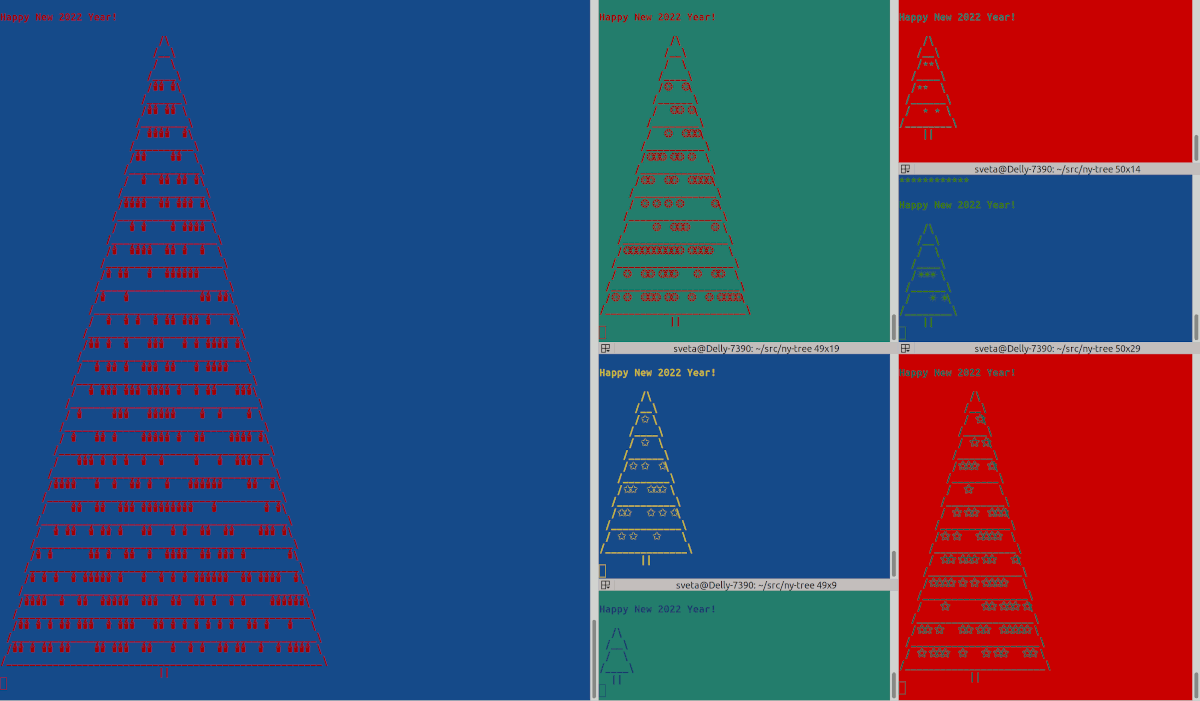 Happy New 2022 Year!
Happy New 2022 Year!
sveta@Delly-7390: ~/src/ny-tree 49x19
Happy New 2022 Year!
sveta@Delly-7390: ~/src/ny-tree 49x9
Happy New 2022 Year!
Happy New 2022 Year!
sveta@Delly-7390: ~/src/ny-tree 50x14
************
Happy New 2022 Year!
sveta@Delly-7390: ~/src/ny-tree 50x29
Happy New 2022 Year!